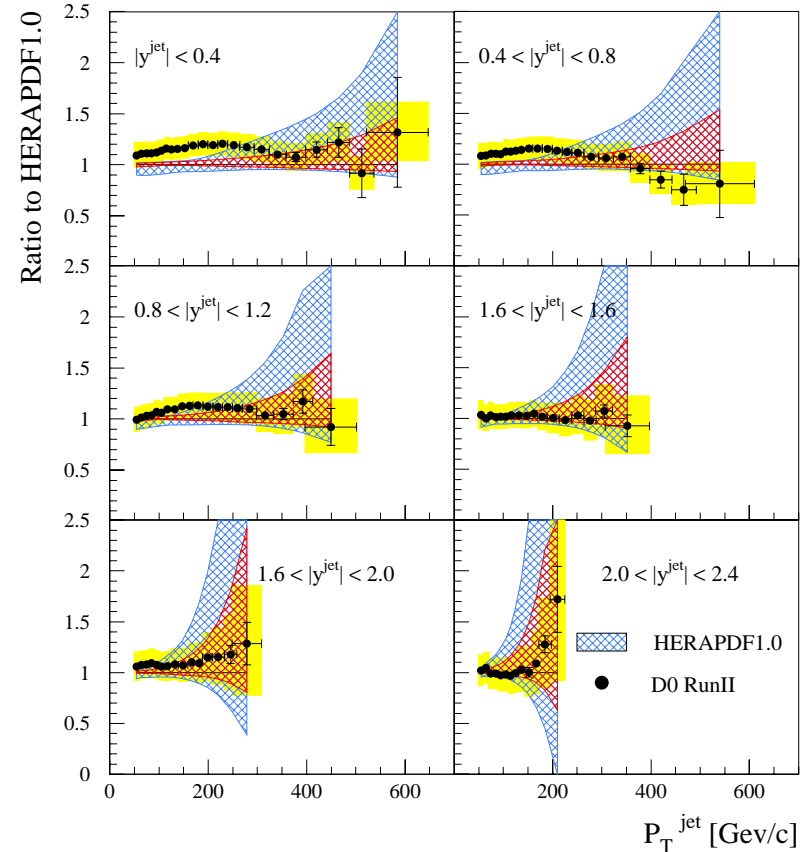 Ratio to HERAPDF1.0
2.5
2
1.5
1
0.5
|y^jet| < 0.4
0.4 < |y^jet| < 0.8
2.5
2
1.5
1
0.5
0.8 < |y^jet| < 1.2
1.6 < |y^jet| < 1.6
2.5
2
1.5
1
0.5
0
1.6 < |y^jet| < 2.0
2.0 < |y^jet| < 2.4
HERAPDF1.0
D0 RunII
0 200 400 600
200 400 600
P_T^jet [Gev/c]